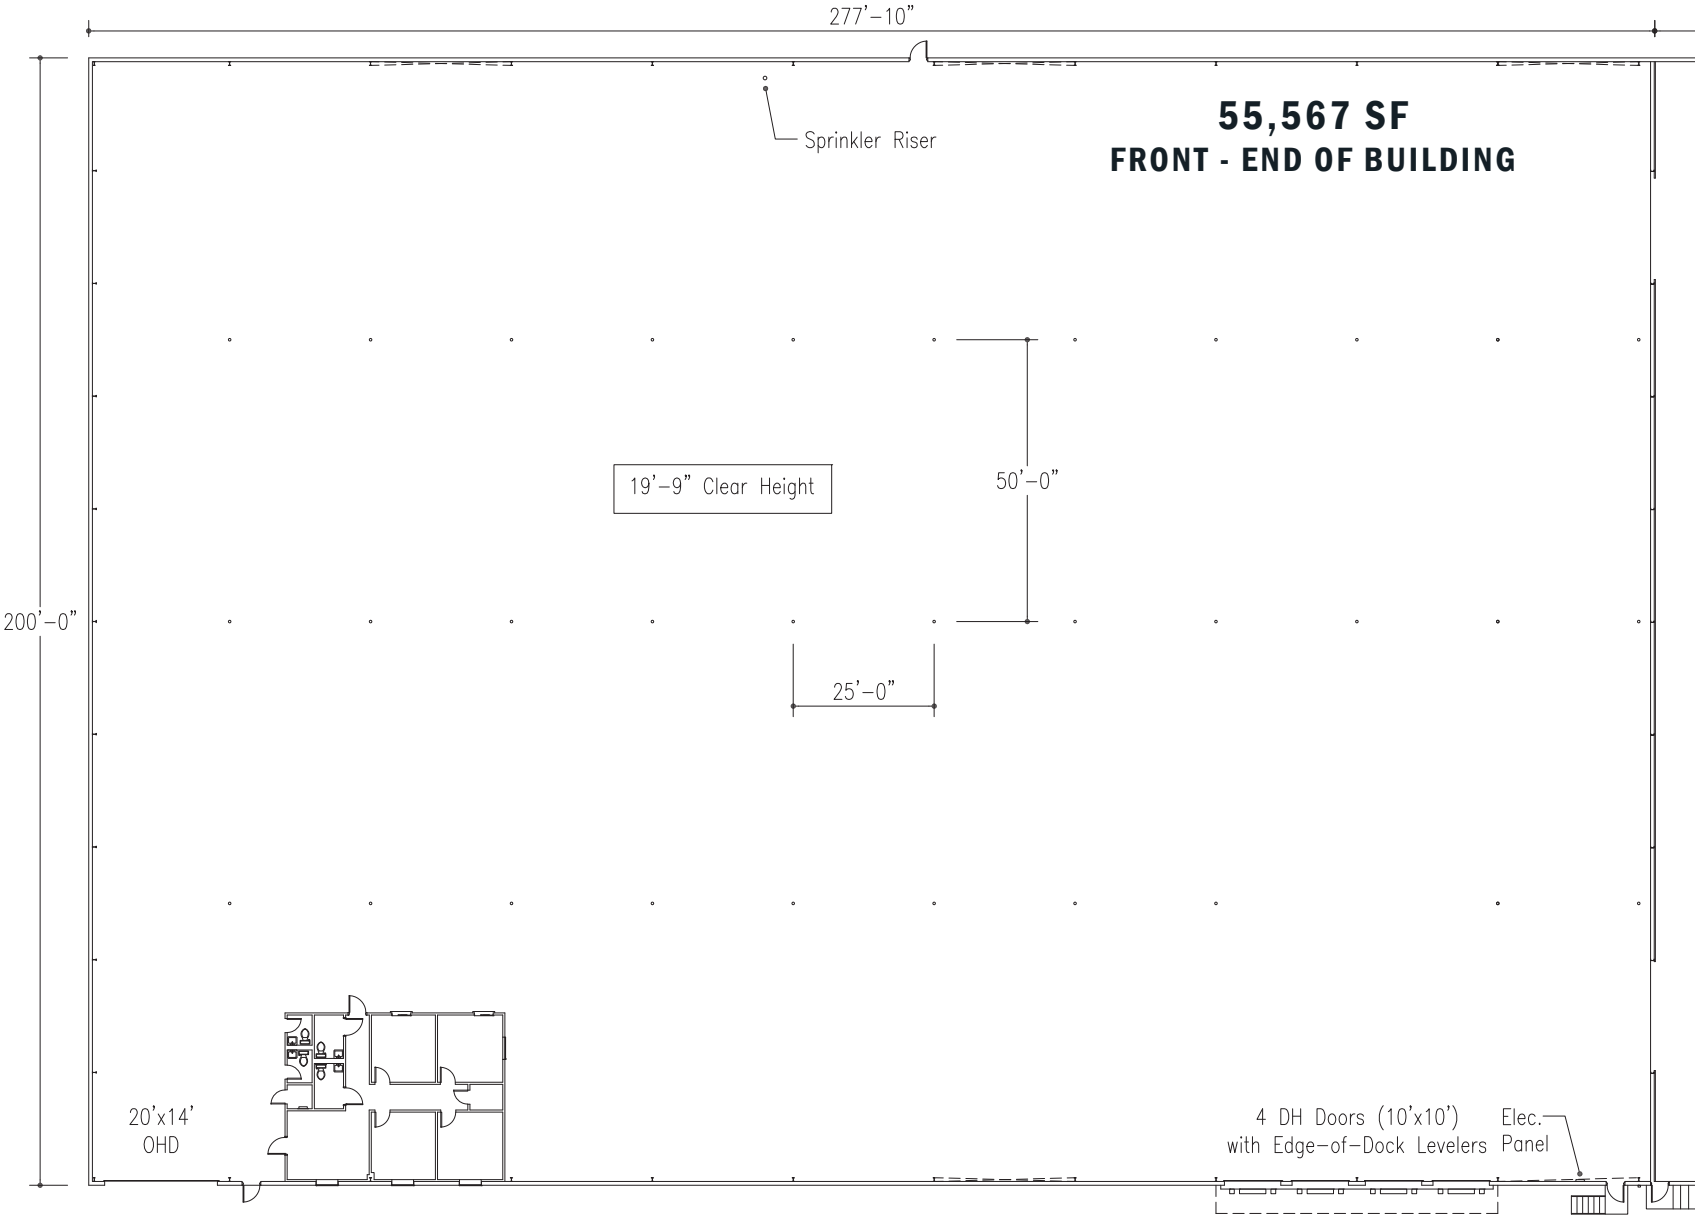 277'-10"
55,567 SF
FRONT - END OF BUILDING
Sprinkler Riser
19'-9" Clear Height
50'-0"
200'-0"
25'-0"
20'x14'
OHD
4 DH Doors (10'x10')
with Edge-of-Dock Levelers
Elec.
Panel